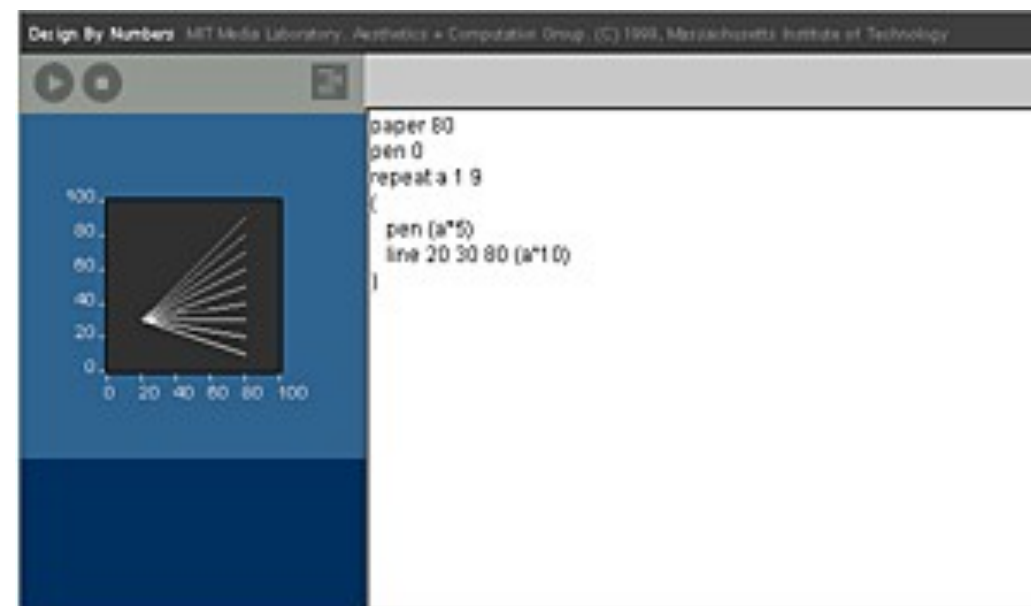 Design By Numbers MIT Media Laboratory. Aesthetics + Computation Group. (C) 1999, Massachusetts Institute of Technology
paper 80
pen 0
repeat a 1 9
{
pen (a*5)
line 20 30 80 (a*10)
}
100
80
60
40
20
0
0 20 40 60 80 100